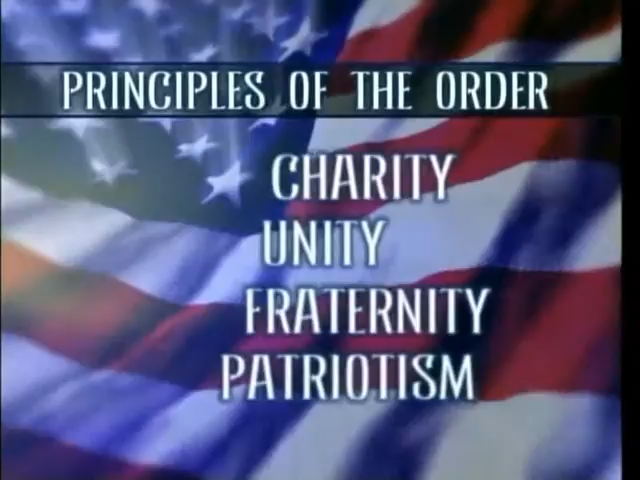 PRINCIPLES OF THE ORDER
CHARITY
UNITY
FRATERNITY
PATRIOTISM